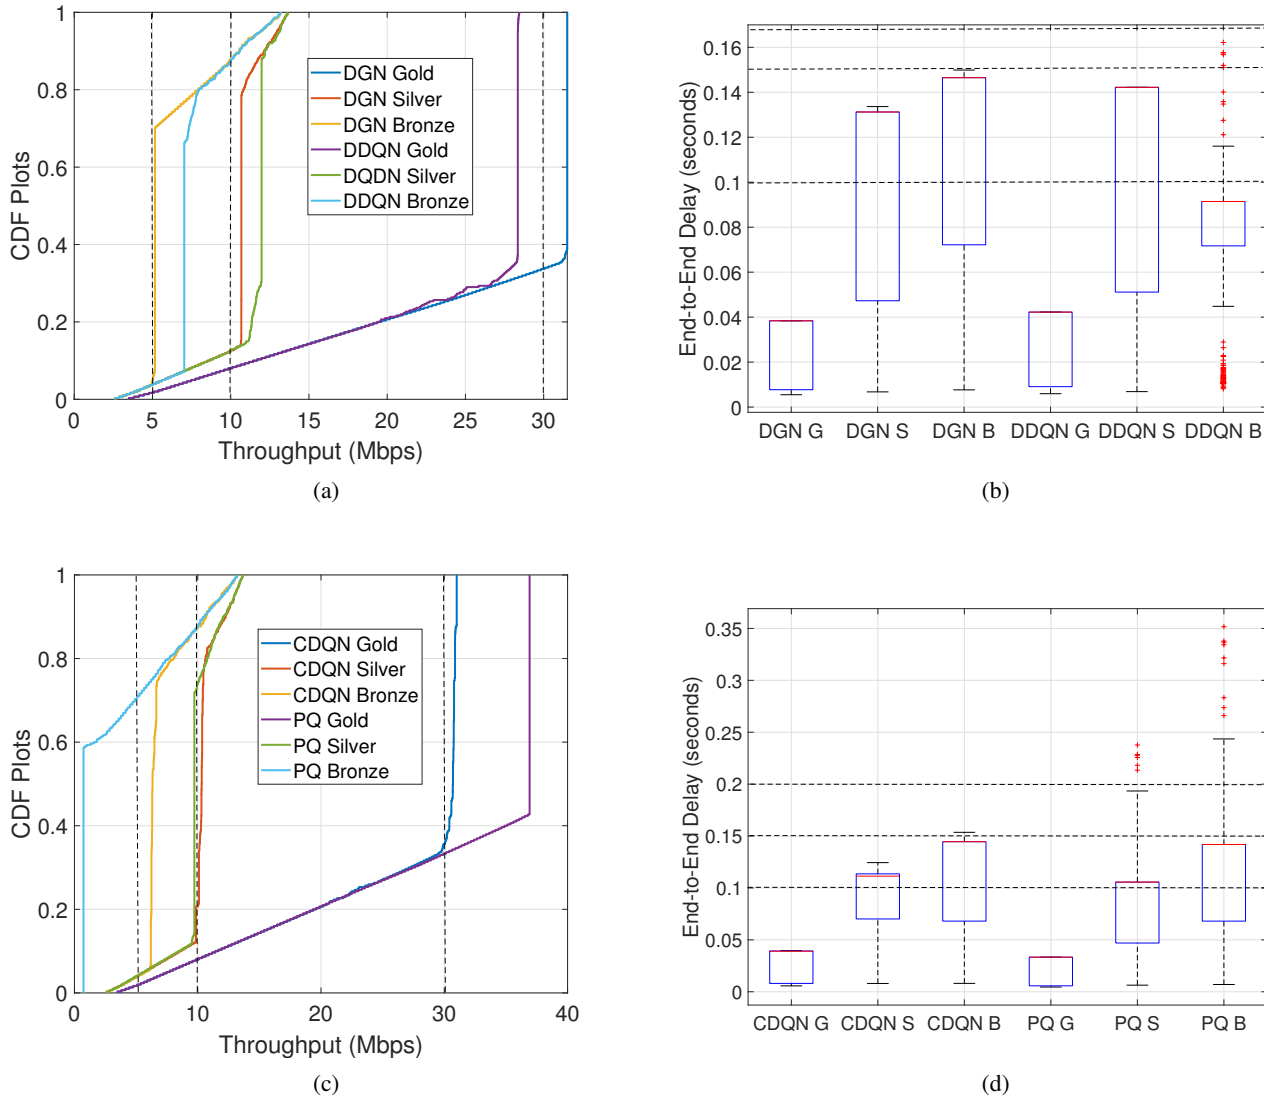 1
0.8
0.6
0.4
0.2
0
CDF Plots
DGN Gold
DGN Silver
DGN Bronze
DDQN Gold
DQDN Silver
DDQN Bronze
0 5 10 15 20 25 30
Throughput (Mbps)
(a)
0.16
0.14
0.12
0.1
0.08
0.06
0.04
0.02
0
End-to-End Delay (seconds)
DGN G DGN S DGN B DDQN G DDQN S DDQN B
(b)
1
0.8
0.6
0.4
0.2
0
CDF Plots
CDQN Gold
CDQN Silver
CDQN Bronze
PQ Gold
PQ Silver
PQ Bronze
0 10 20 30 40
Throughput (Mbps)
(c)
0.35
0.3
0.25
0.2
0.15
0.1
0.05
0
End-to-End Delay (seconds)
CDQN G CDQN S CDQN B PQ G PQ S PQ B
(d)